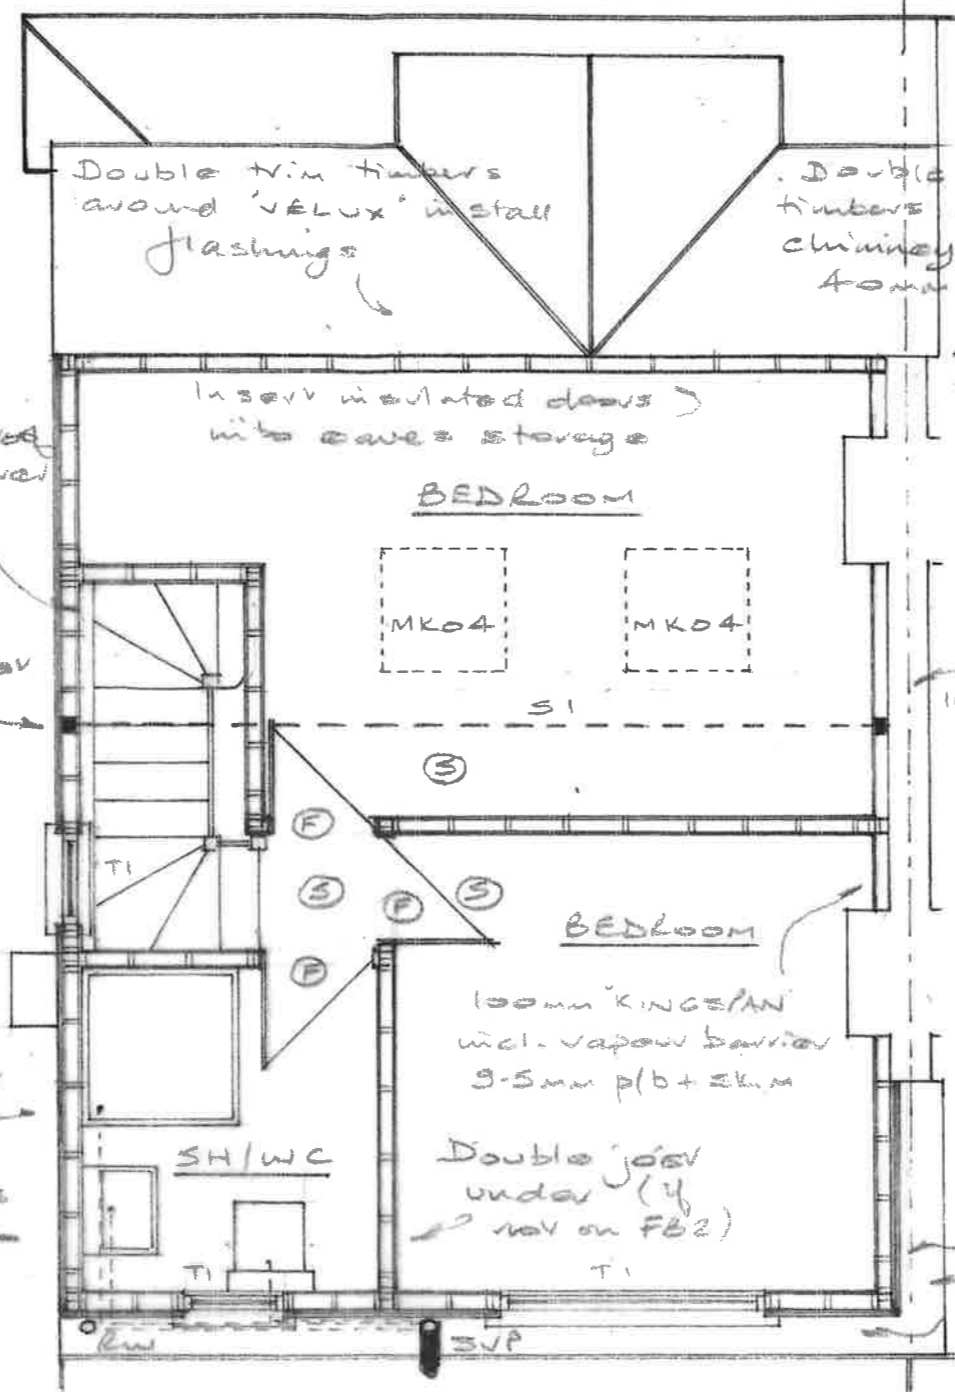 Double trim timbers
around 'VELUX' install
flashings
Double
timbers
chimney
40mm
Insert insulated doors
into eaves storage
BEDROOM
MK04
MK04
S1
S
F
S
F
S
F
T1
BEDROOM
100mm 'KINGSPAN'
incl. vapour barrier
9.5mm p/b + skim
SH/WC
Double joist
under (if
not on FB2)
T1
T1
RW
SVP